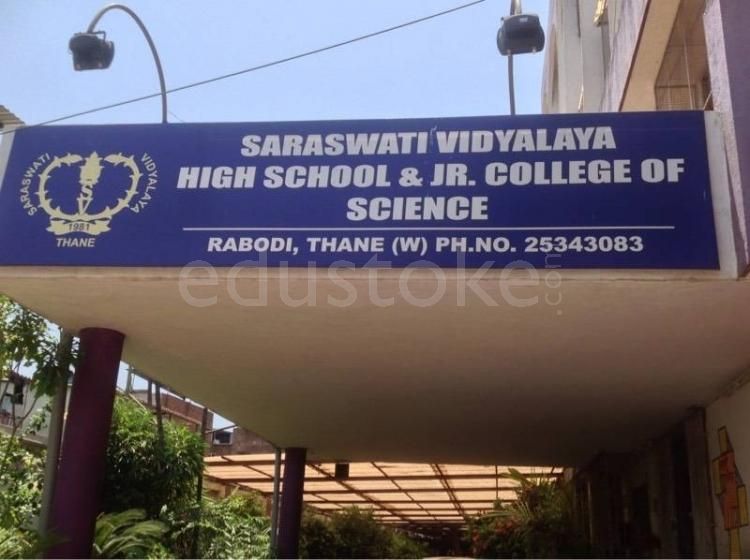 SARASWATI VIDYALAYA
HIGH SCHOOL & JR. COLLEGE OF
SCIENCE
RABODI, THANE (W) PH.NO. 25343083
SARASWATI VIDYALAYA
1981
THANE
edustoke.com